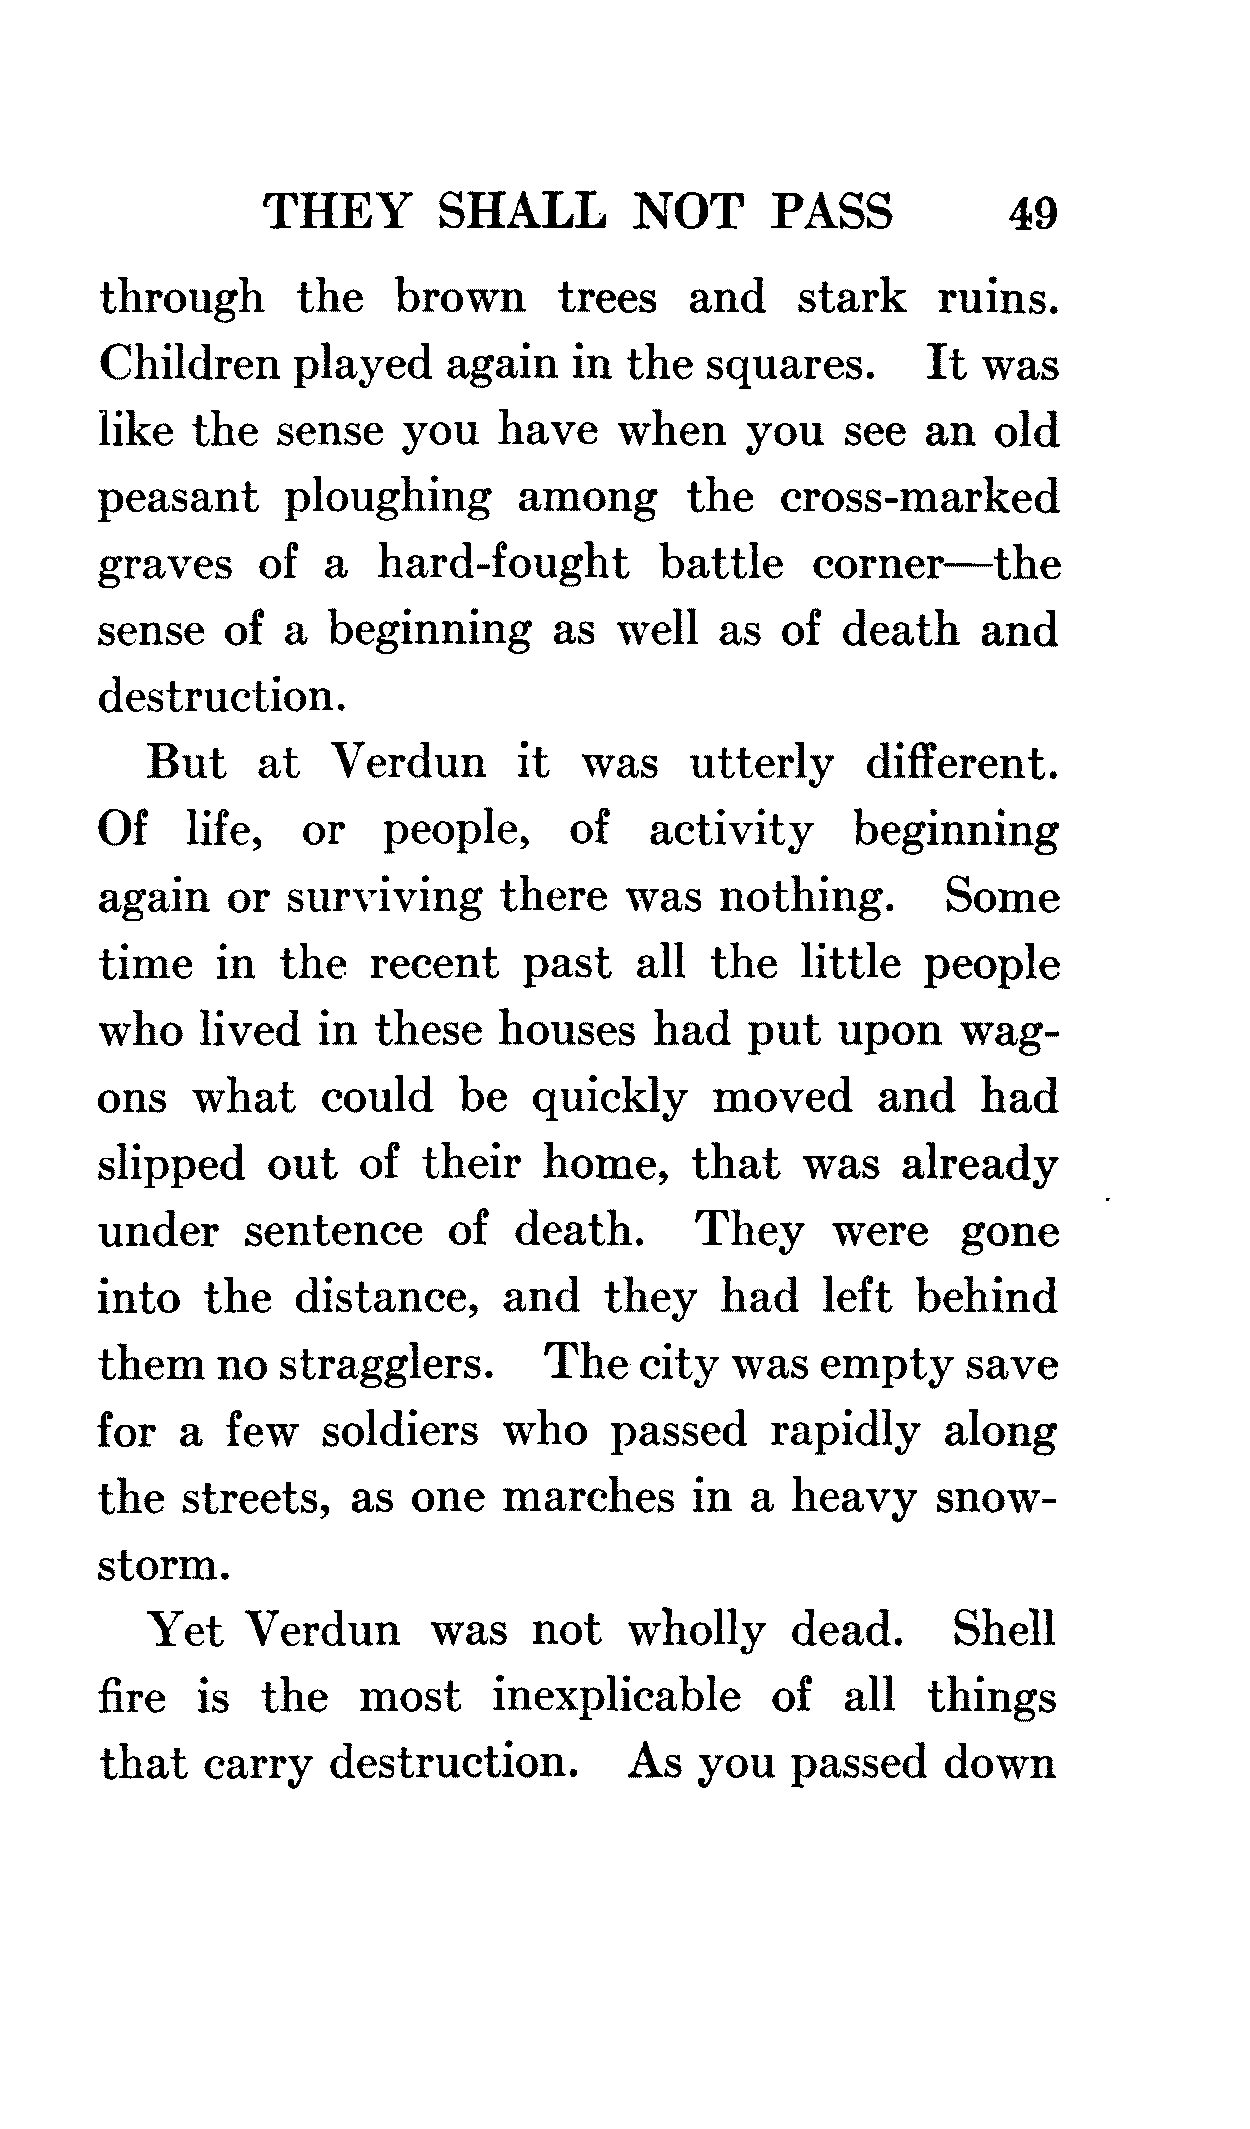 THEY SHALL NOT PASS 49
through the brown trees and stark ruins.
Children played again in the squares. It was
like the sense you have when you see an old
peasant ploughing among the cross-marked
graves of a hard-fought battle corner—the
sense of a beginning as well as of death and
destruction.
But at Verdun it was utterly different.
Of life, or people, of activity beginning
again or surviving there was nothing. Some
time in the recent past all the little people
who lived in these houses had put upon wag-
ons what could be quickly moved and had
slipped out of their home, that was already
under sentence of death. They were gone
into the distance, and they had left behind
them no stragglers. The city was empty save
for a few soldiers who passed rapidly along
the streets, as one marches in a heavy snow-
storm.
Yet Verdun was not wholly dead. Shell
fire is the most inexplicable of all things
that carry destruction. As you passed down